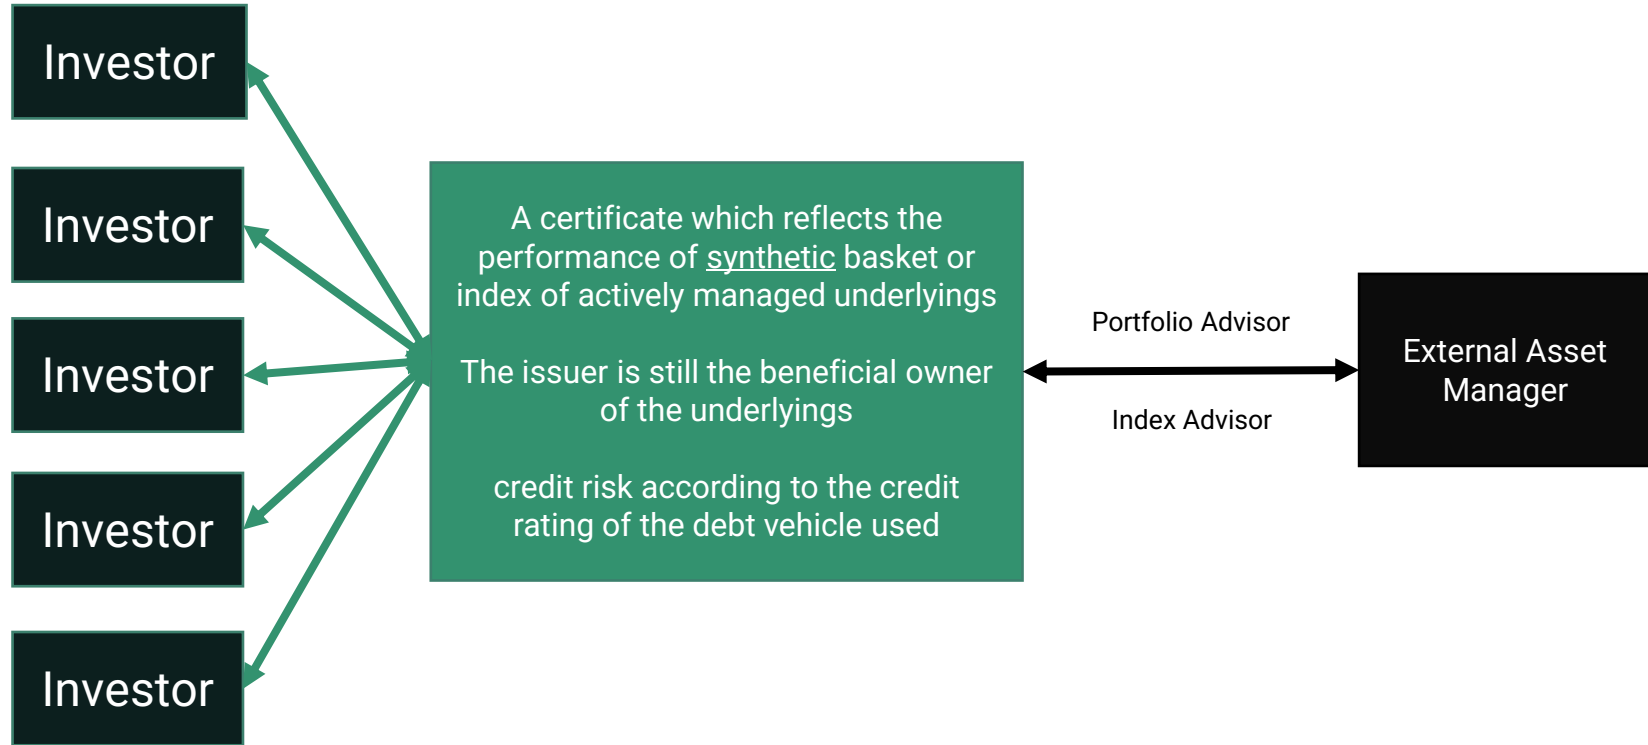 Investor
Investor
Investor
Investor
Investor
A certificate which reflects the
performance of synthetic basket or
index of actively managed underlyings
The issuer is still the beneficial owner
of the underlyings
credit risk according to the credit
rating of the debt vehicle used
Portfolio Advisor
Index Advisor
External Asset
Manager